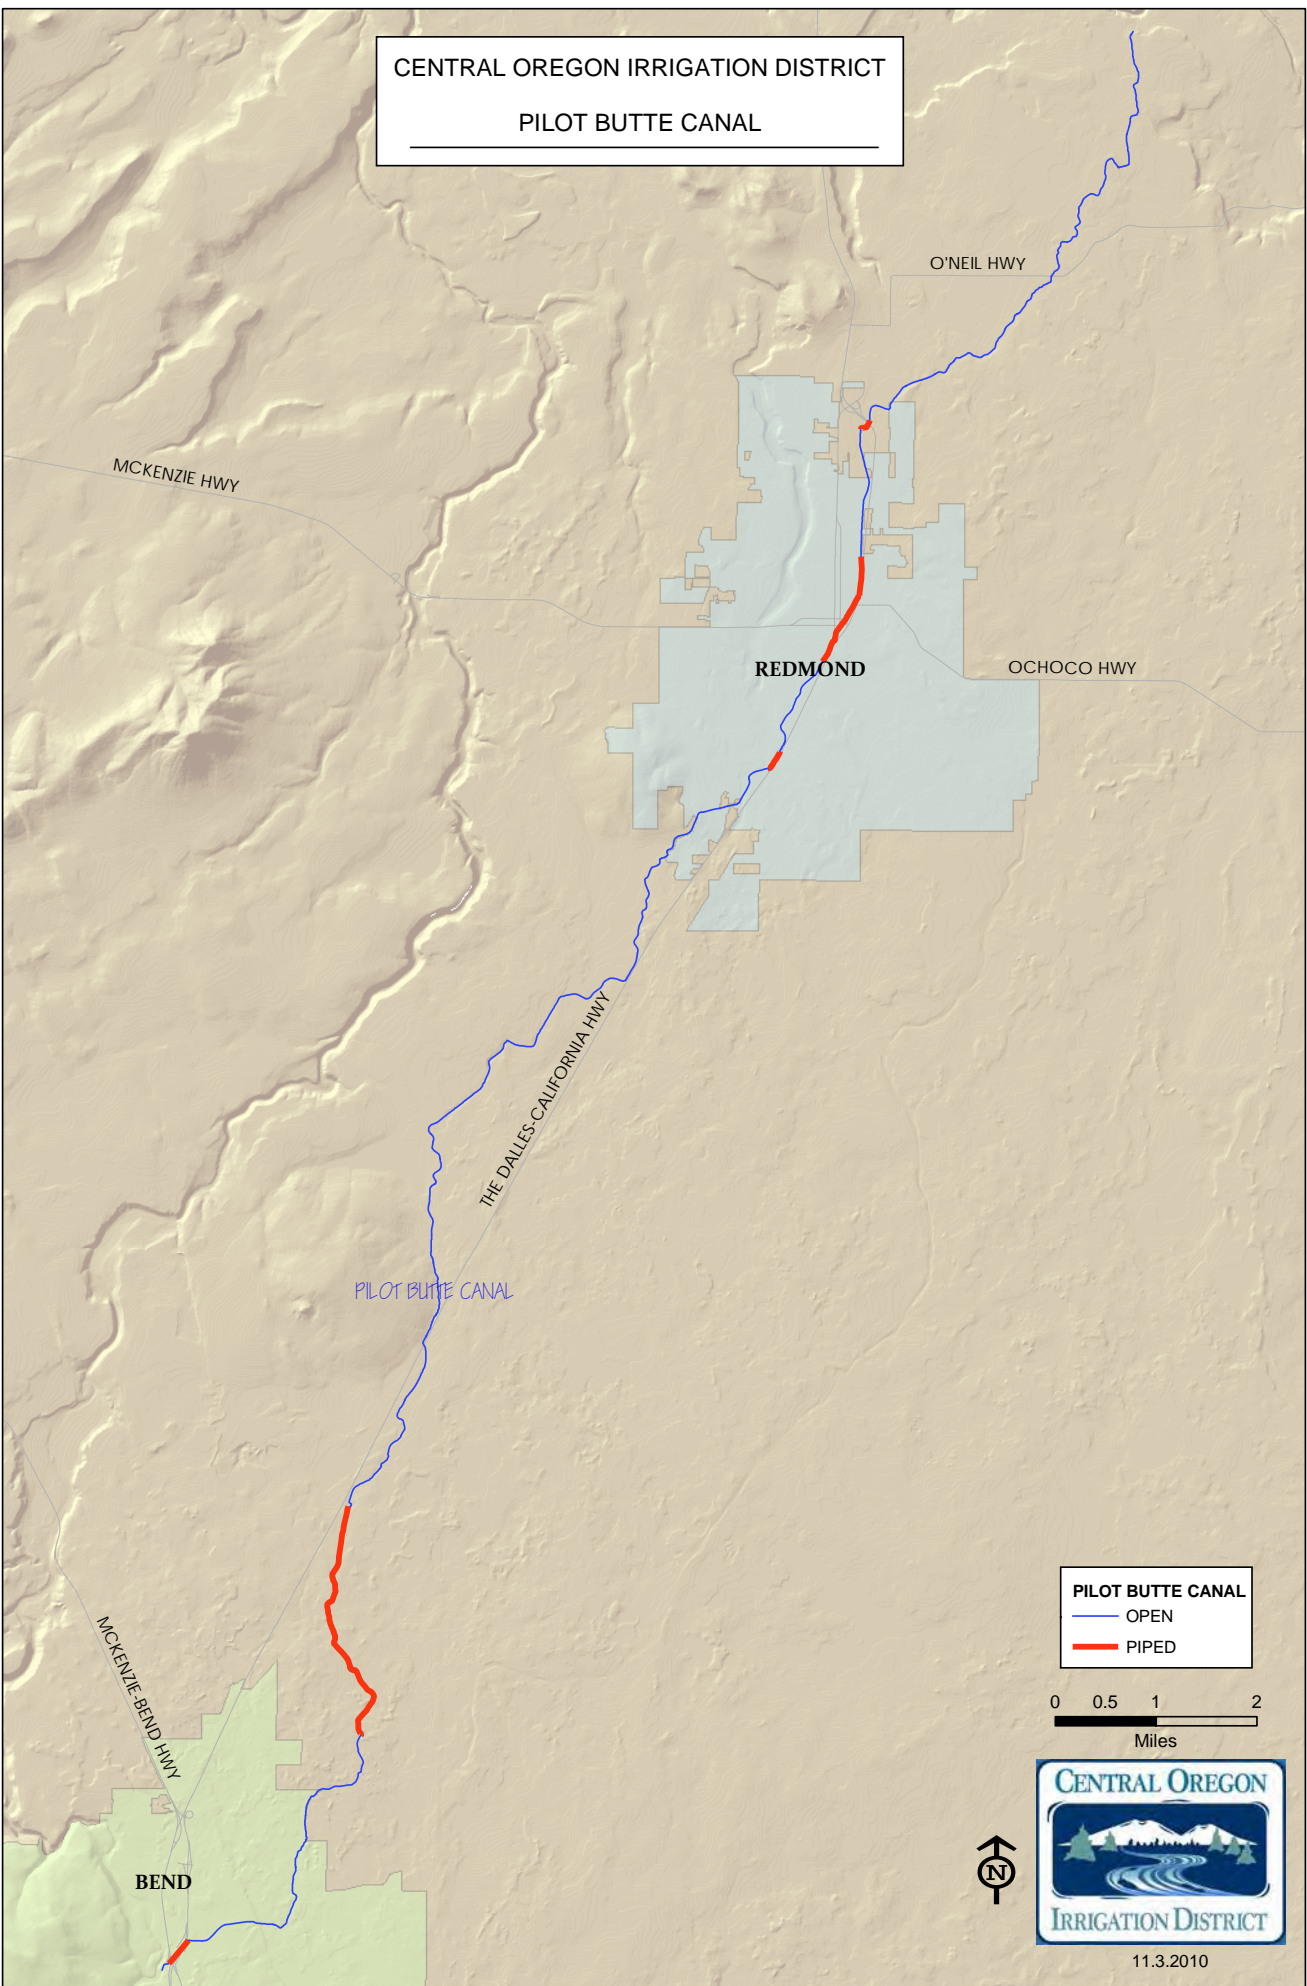 CENTRAL OREGON IRRIGATION DISTRICT
PILOT BUTTE CANAL
O'NEIL HWY
MCKENZIE HWY
REDMOND
OCHOCO HWY
THE DALLES-CALIFORNIA HWY
PILOT BUTTE CANAL
MCKENZIE-BEND HWY
BEND
PILOT BUTTE CANAL
OPEN
PIPED
0 0.5 1 2
Miles
N
CENTRAL OREGON
IRRIGATION DISTRICT
11.3.2010